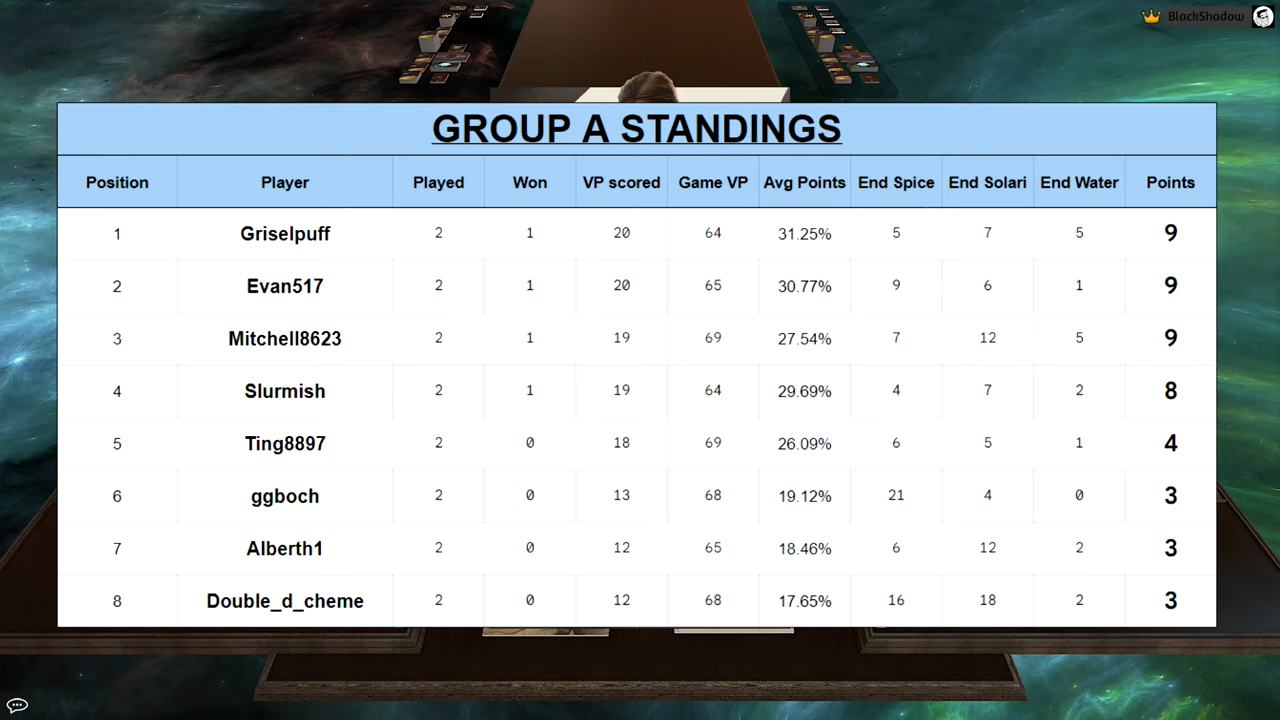 BlackShadow
GROUP A STANDINGS
Position Player Played Won VP scored Game VP Avg Points End Spice End Solari End Water Points
1 Griselpuff 2 1 20 64 31.25% 5 7 5 9
2 Evan517 2 1 20 65 30.77% 9 6 1 9
3 Mitchell8623 2 1 19 69 27.54% 7 12 5 9
4 Slurmish 2 1 19 64 29.69% 4 7 2 8
5 Ting8897 2 0 18 69 26.09% 6 5 1 4
6 ggboch 2 0 13 68 19.12% 21 4 0 3
7 Alberth1 2 0 12 65 18.46% 6 12 2 3
8 Double_d_cheme 2 0 12 68 17.65% 16 18 2 3